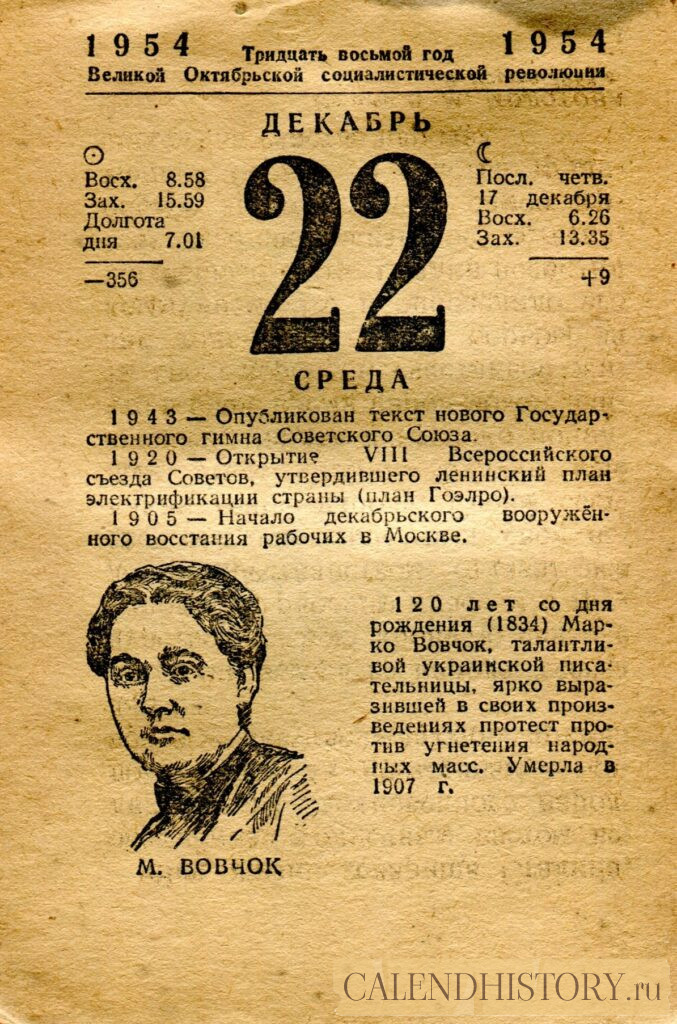 1954 Тридцать восьмой год 1954
Великой Октябрьской социалистической революции
ДЕКАБРЬ
22
Восх. 8.58
Зах. 15.59
Долгота
дня 7.01
—356
Посл. четв.
17 декабря
Восх. 6.26
Зах. 13.35
+9
СРЕДА
1943 — Опубликован текст нового Государ-
ственного гимна Советского Союза.
1920 — Открытие VIII Всероссийского
съезда Советов, утвердившего ленинский план
электрификации страны (план Гоэлро).
1905 — Начало декабрьского вооружён-
ного восстания рабочих в Москве.
120 лет со дня
рождения (1834) Мар-
ко Вовчок, талантли-
вой украинской писа-
тельницы, ярко выра-
зившей в своих произ-
ведениях протест про-
тив угнетения народ-
ных масс. Умерла в
1907 г.
М. ВОВЧОК
CALENDHISTORY.ru